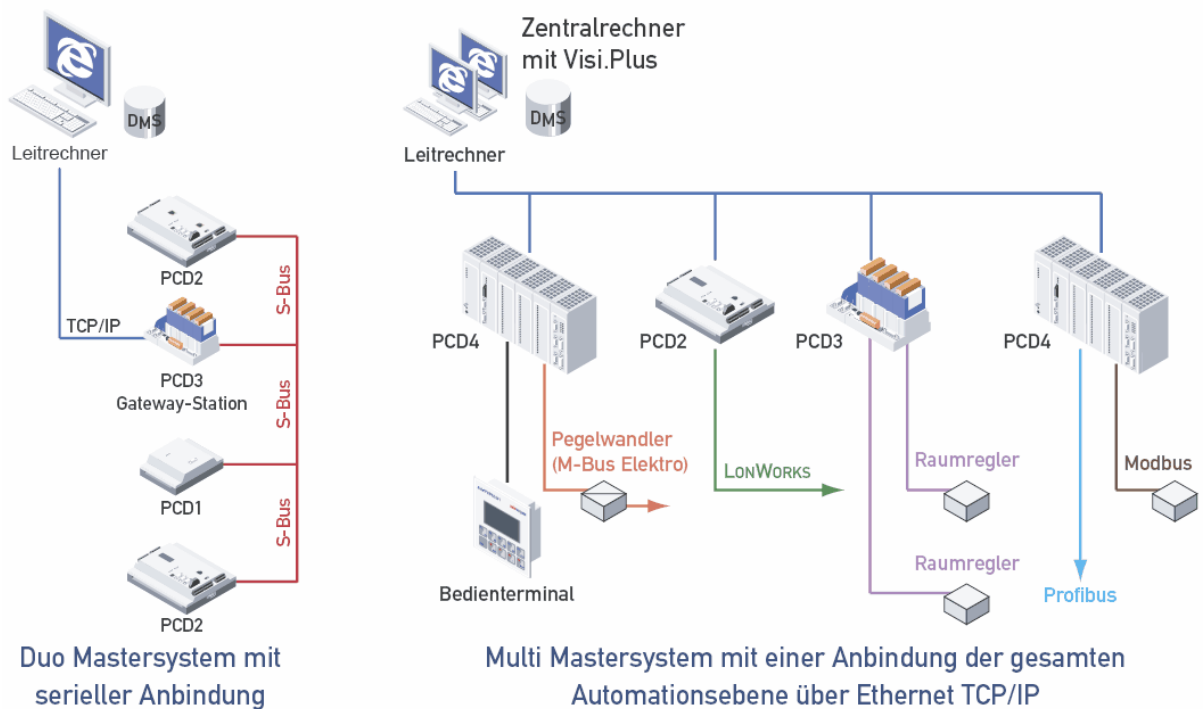 DMS
Leitrechner
PCD2
S-Bus
TCP/IP
PCD3
Gateway-Station
S-Bus
PCD1
S-Bus
PCD2
Duo Mastersystem mit
serieller Anbindung
Zentralrechner
mit Visi.Plus
DMS
Leitrechner
PCD4
PCD2
PCD3
PCD4
Pegelwandler
(M-Bus Elektro)
LONWORKS
Raumregler
Modbus
Bedienterminal
Raumregler
Profibus
Multi Mastersystem mit einer Anbindung der gesamten
Automationsebene über Ethernet TCP/IP